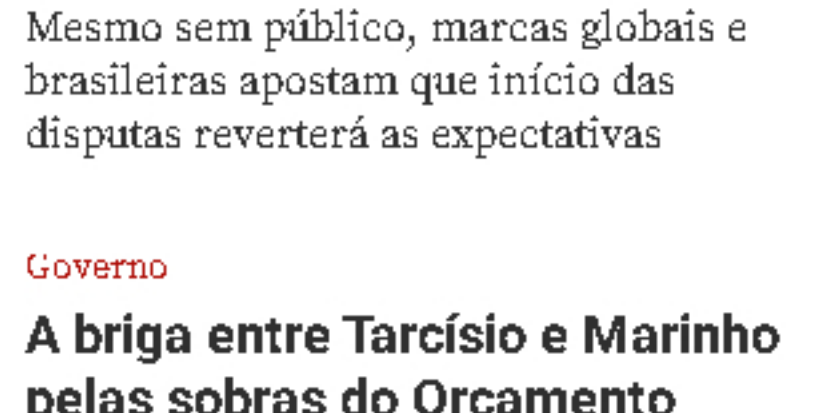 Mesmo sem público, marcas globais e
brasileiras apostam que início das
disputas reverterá as expectativas
Governo
A briga entre Tarcísio e Marinho
pelas sobras do Orçamento